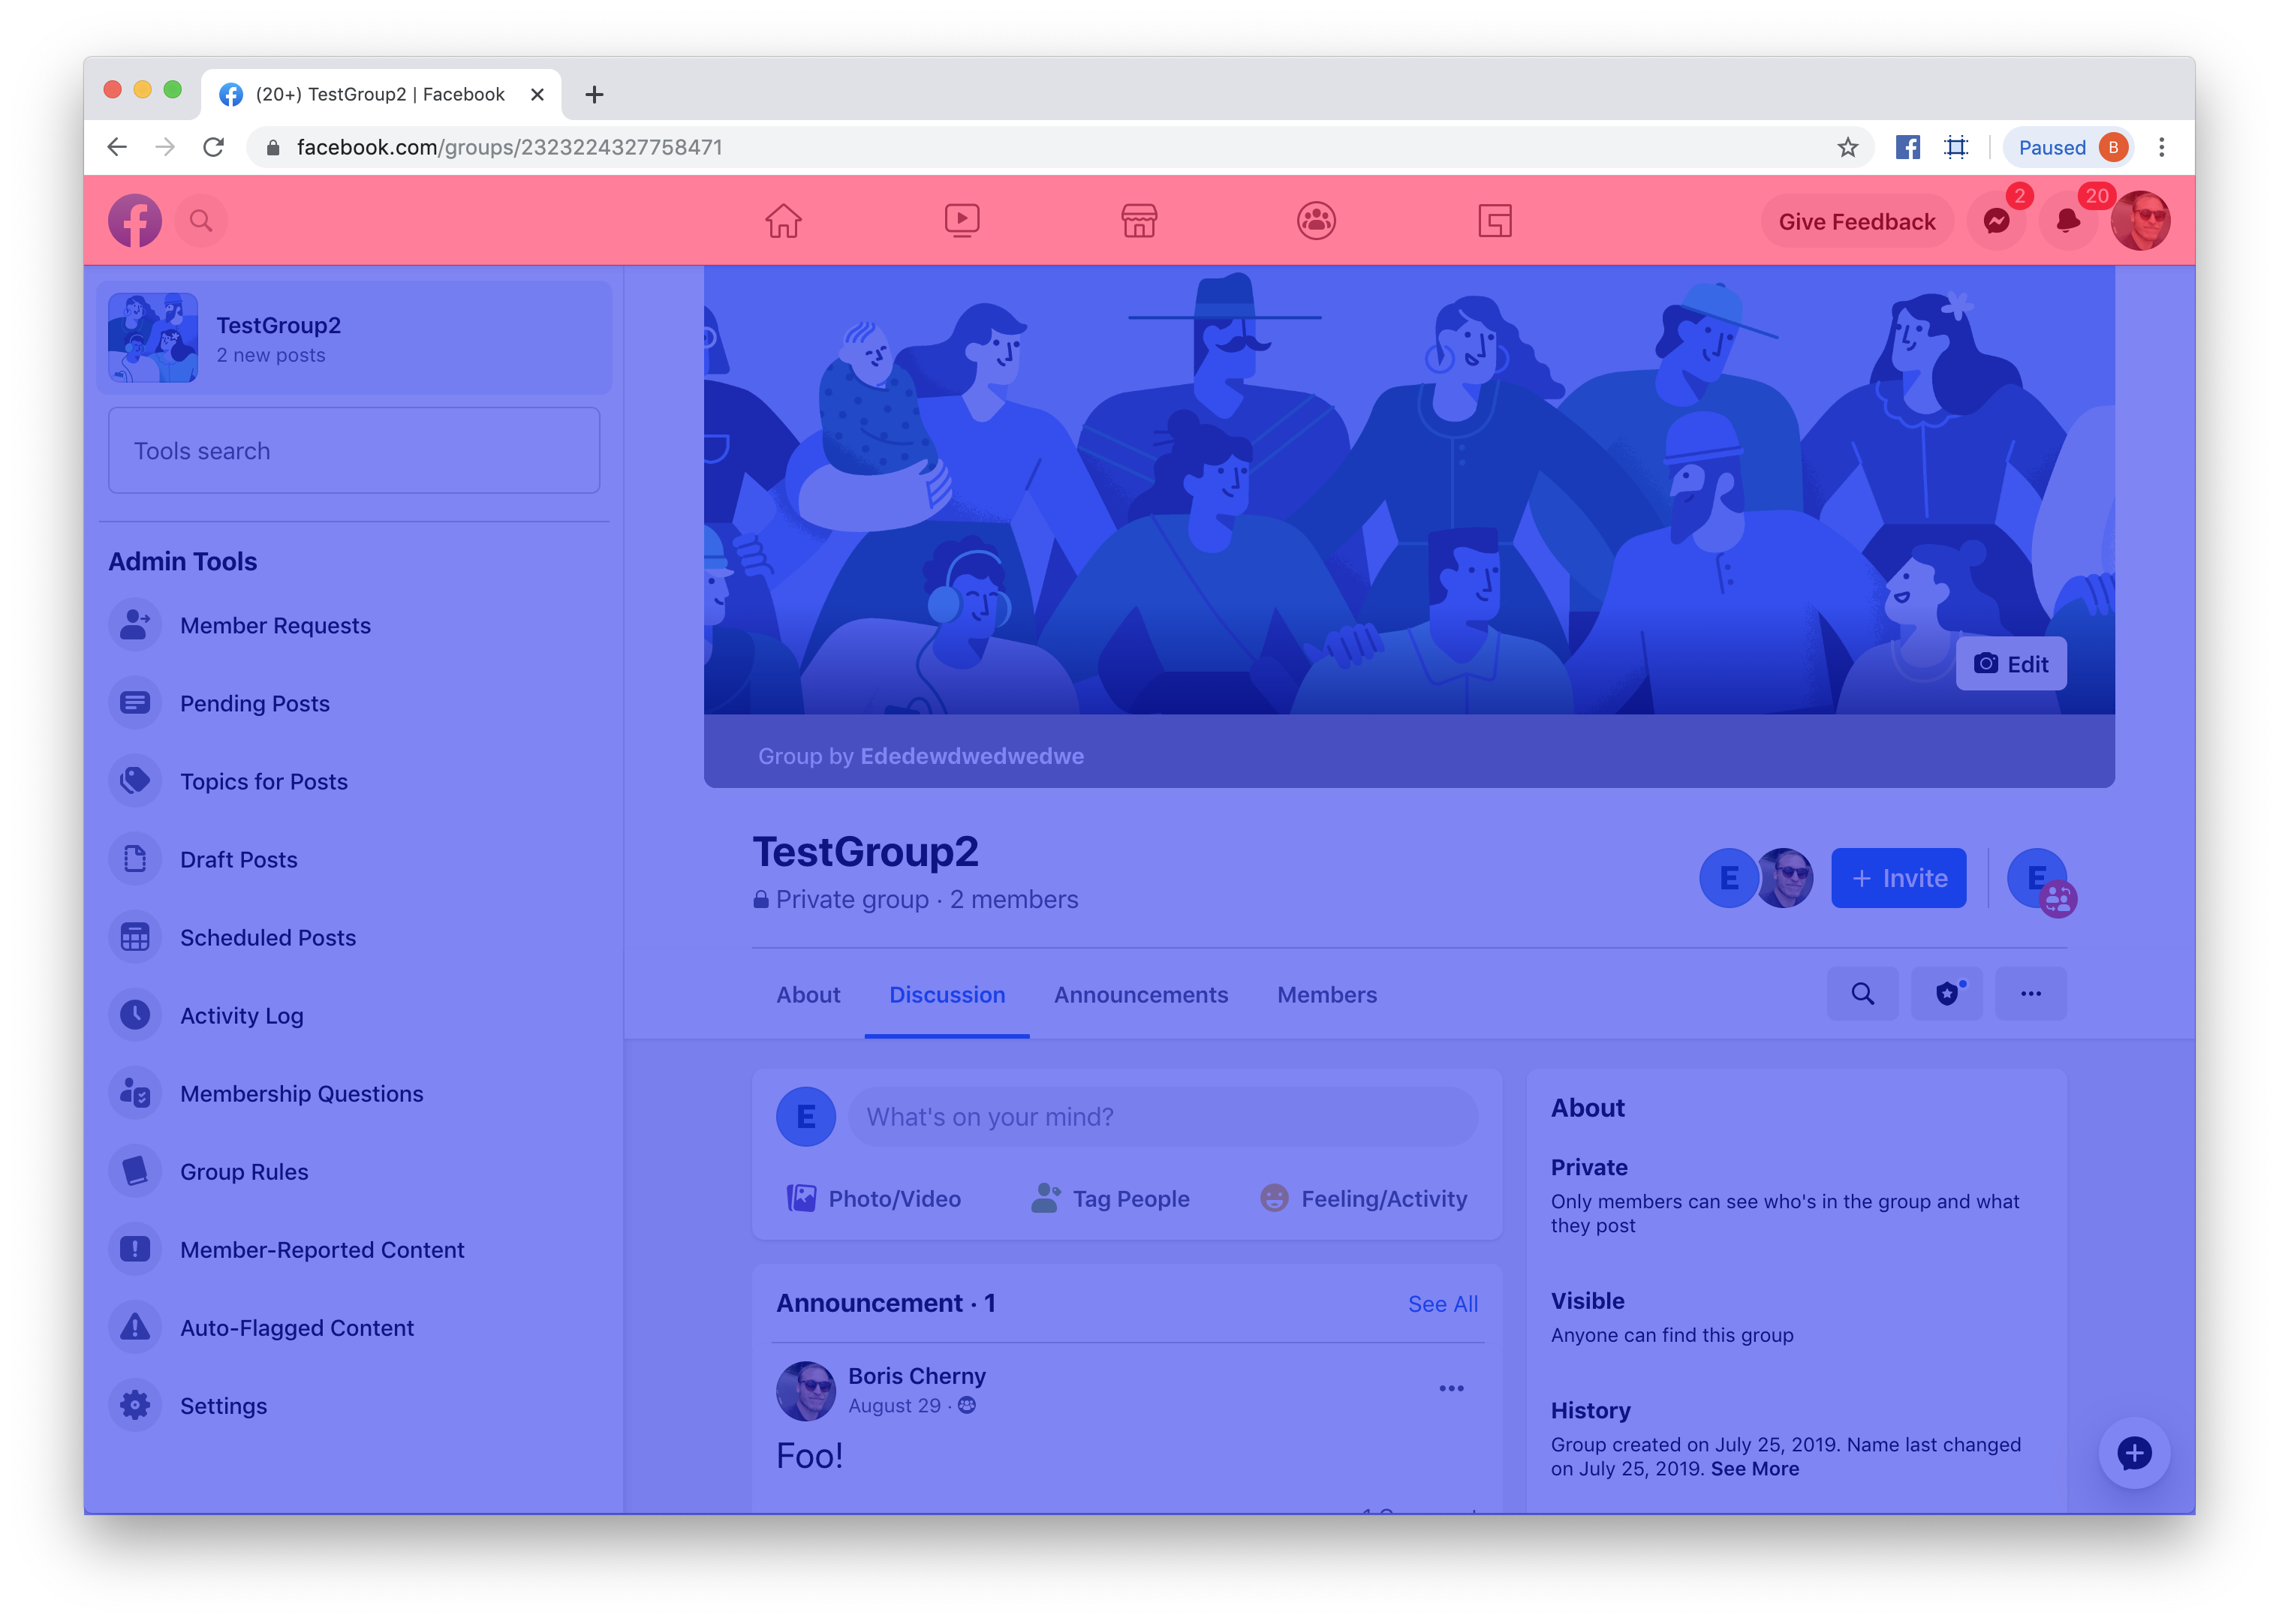 (20+) TestGroup2 | Facebook
facebook.com/groups/2323224327758471
Paused B
Give Feedback
2
20
TestGroup2
2 new posts
Tools search
Admin Tools
Member Requests
Pending Posts
Topics for Posts
Draft Posts
Scheduled Posts
Activity Log
Membership Questions
Group Rules
Member-Reported Content
Auto-Flagged Content
Settings
Edit
Group by Ededewdwedwedwe
TestGroup2
Private group · 2 members
E
+ Invite
E
About Discussion Announcements Members
E
What's on your mind?
Photo/Video Tag People Feeling/Activity
Announcement · 1
See All
Boris Cherny
August 29 ·
Foo!
About
Private
Only members can see who's in the group and what
they post
Visible
Anyone can find this group
History
Group created on July 25, 2019. Name last changed
on July 25, 2019. See More